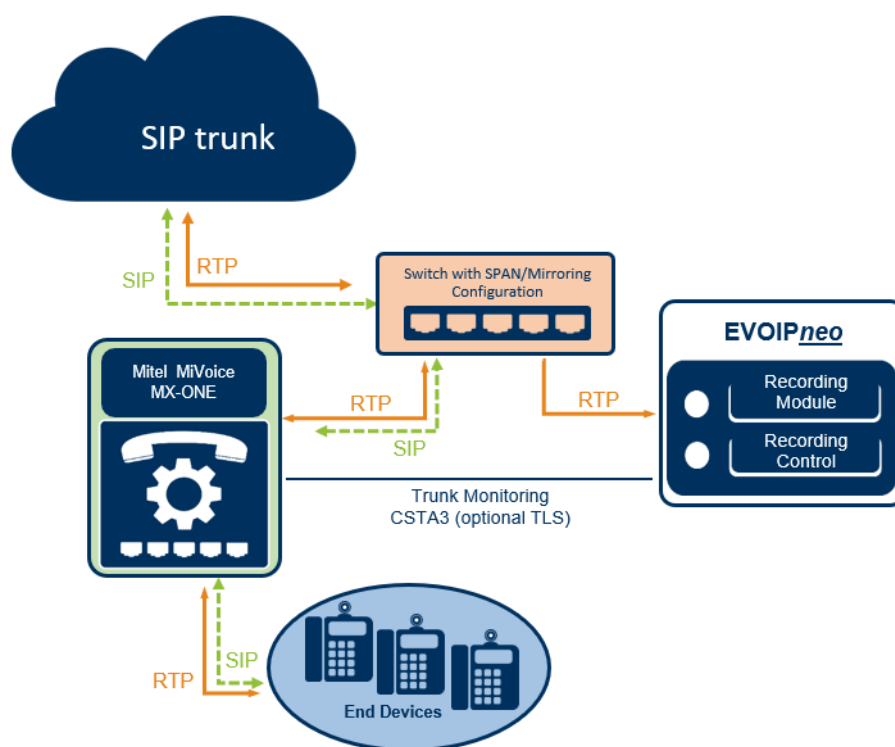 SIP trunk
RTP
SIP
Switch with SPAN/Mirroring
Configuration
EVOIPneo
Recording
Module
Recording
Control
Mitel MiVoice
MX-ONE
RTP
SIP
RTP
Trunk Monitoring
CSTA3 (optional TLS)
SIP
RTP
End Devices